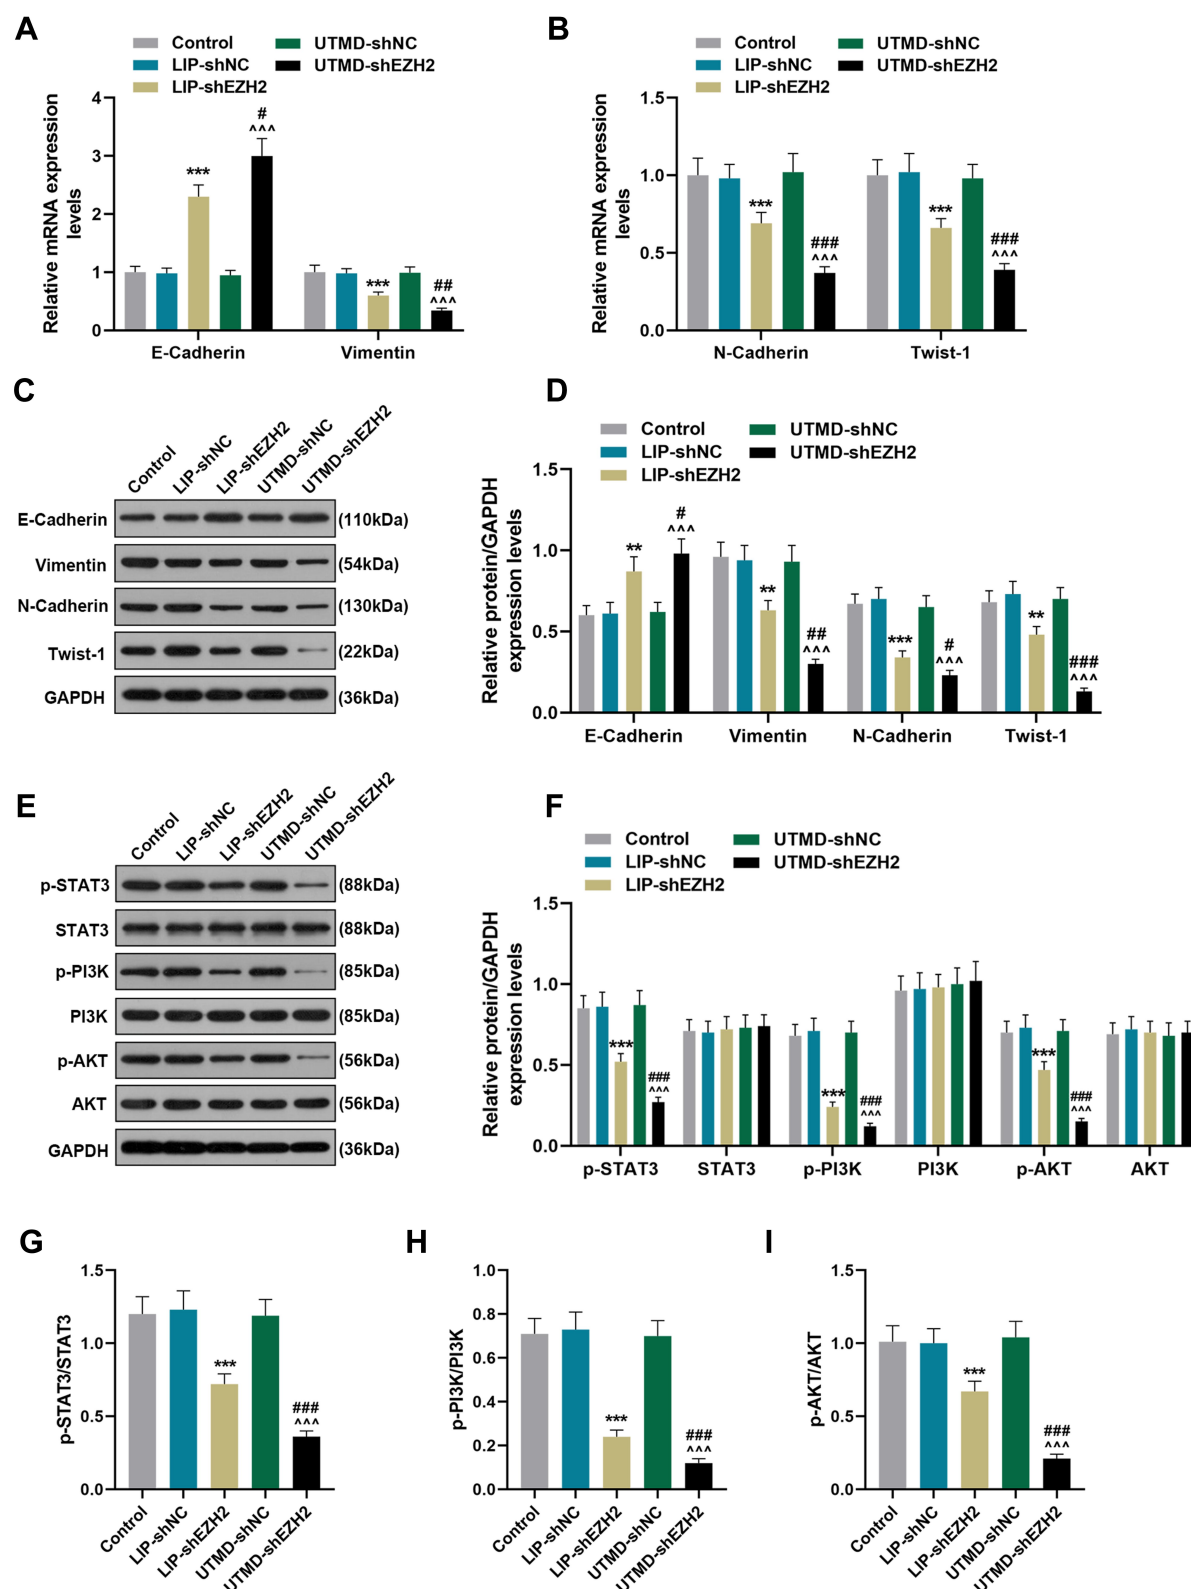 A
Control
LIP-shNC
LIP-shEZH2
UTMD-shNC
UTMD-shEZH2
Relative mRNA expression
levels
4
3
2
1
0
***
#
^^^
***
##
^^^
E-Cadherin
Vimentin
B
Control
LIP-shNC
LIP-shEZH2
UTMD-shNC
UTMD-shEZH2
Relative mRNA expression
levels
1.5
1.0
0.5
0.0
***
###
^^^
***
###
^^^
N-Cadherin
Twist-1
C
Control
LIP-shNC
LIP-shEZH2
UTMD-shNC
UTMD-shEZH2
E-Cadherin (110kDa)
Vimentin (54kDa)
N-Cadherin (130kDa)
Twist-1 (22kDa)
GAPDH (36kDa)
D
Control
LIP-shNC
LIP-shEZH2
UTMD-shNC
UTMD-shEZH2
Relative protein/GAPDH
expression levels
1.5
1.0
0.5
0.0
**
#
^^^
**
##
^^^
***
#
^^^
**
###
^^^
E-Cadherin
Vimentin
N-Cadherin
Twist-1
E
Control
LIP-shNC
LIP-shEZH2
UTMD-shNC
UTMD-shEZH2
p-STAT3 (88kDa)
STAT3 (88kDa)
p-PI3K (85kDa)
PI3K (85kDa)
p-AKT (56kDa)
AKT (56kDa)
GAPDH (36kDa)
F
Control
LIP-shNC
LIP-shEZH2
UTMD-shNC
UTMD-shEZH2
Relative protein/GAPDH
expression levels
1.5
1.0
0.5
0.0
***
###
^^^
***
###
^^^
***
###
^^^
p-STAT3
STAT3
p-PI3K
PI3K
p-AKT
AKT
G
p-STAT3/STAT3
1.5
1.0
0.5
0.0
***
###
^^^
Control
LIP-shNC
LIP-shEZH2
UTMD-shNC
UTMD-shEZH2
H
p-PI3K/PI3K
1.0
0.8
0.6
0.4
0.2
0.0
***
###
^^^
Control
LIP-shNC
LIP-shEZH2
UTMD-shNC
UTMD-shEZH2
I
p-AKT/AKT
1.5
1.0
0.5
0.0
***
###
^^^
Control
LIP-shNC
LIP-shEZH2
UTMD-shNC
UTMD-shEZH2